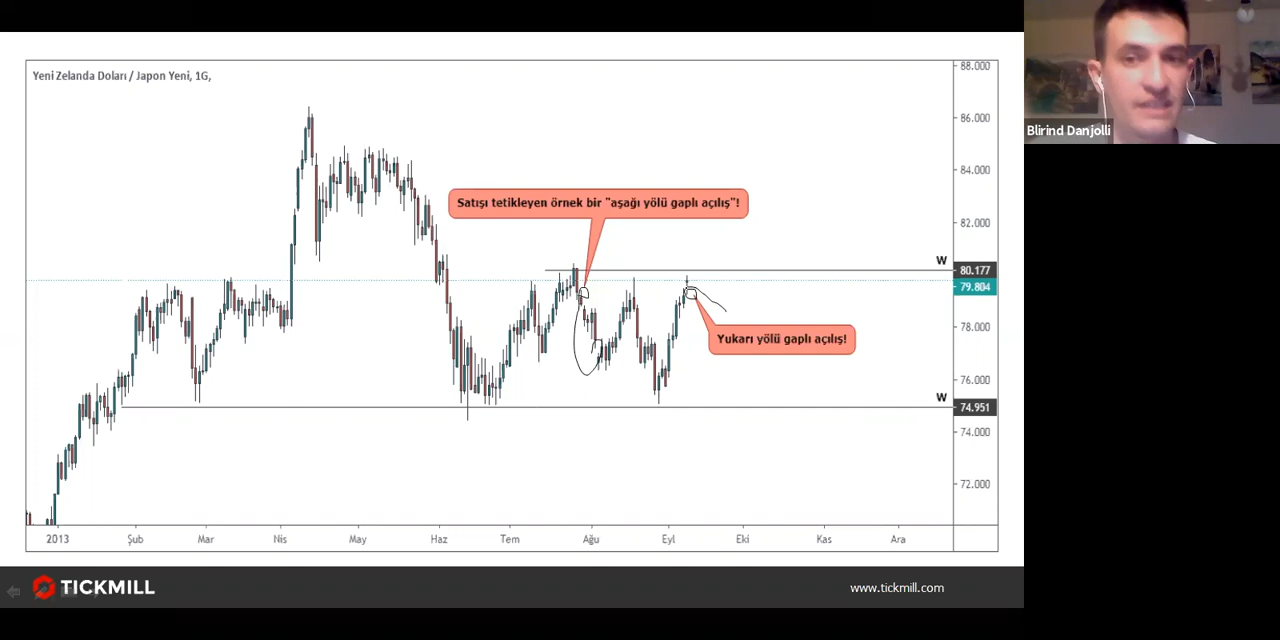 Yeni Zelanda Doları / Japon Yeni, 1G,
88.000
86.000
84.000
82.000
80.177
79.804
78.000
76.000
74.951
74.000
72.000
W
W
Satışı tetikleyen örnek bir "aşağı yölü gaplı açılış"!
Yukarı yölü gaplı açılış!
2013
Şub
Mar
Nis
May
Haz
Tem
Ağu
Eyl
Eki
Kas
Ara
TICKMILL
www.tickmill.com
Blirind Danjolli